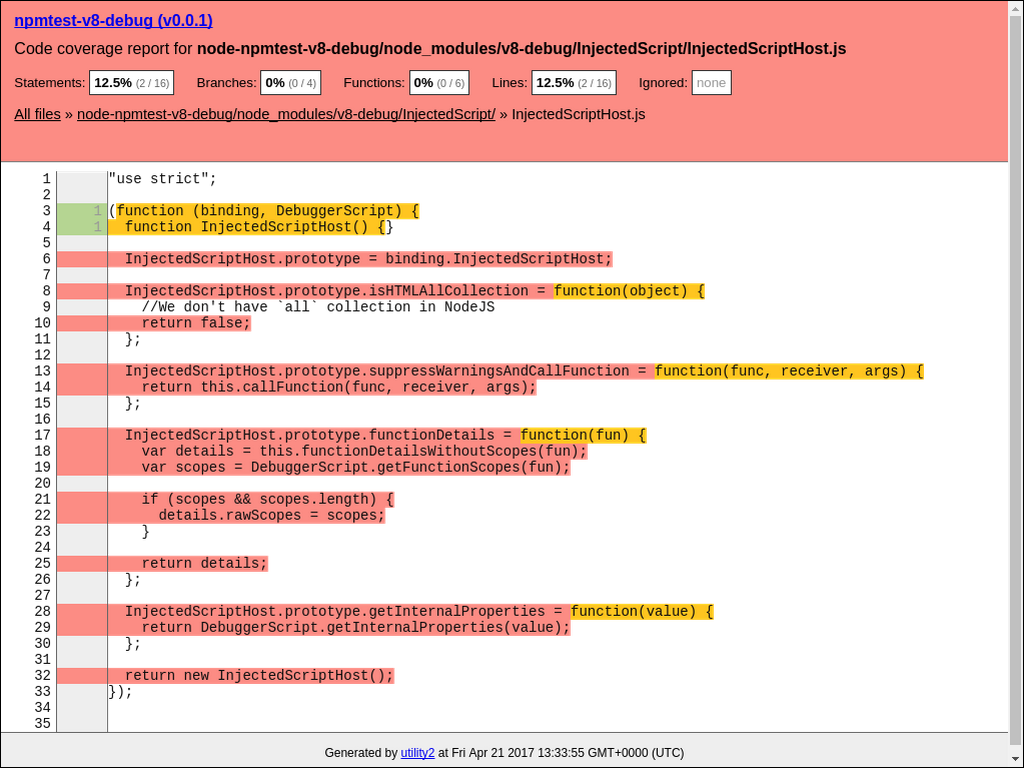 npmtest-v8-debug (v0.0.1)
Code coverage report for node-npmtest-v8-debug/node_modules/v8-debug/InjectedScript/InjectedScriptHost.js
Statements: 12.5% (2 / 16) Branches: 0% (0 / 4) Functions: 0% (0 / 6) Lines: 12.5% (2 / 16) Ignored: none
All files » node-npmtest-v8-debug/node_modules/v8-debug/InjectedScript/ » InjectedScriptHost.js
1 "use strict";
2
3 1 (function (binding, DebuggerScript) {
4 1 function InjectedScriptHost() {}
5
6 InjectedScriptHost.prototype = binding.InjectedScriptHost;
7
8 InjectedScriptHost.prototype.isHTMLAllCollection = function(object) {
9 //We don't have `all` collection in NodeJS
10 return false;
11 };
12
13 InjectedScriptHost.prototype.suppressWarningsAndCallFunction = function(func, receiver, args) {
14 return this.callFunction(func, receiver, args);
15 };
16
17 InjectedScriptHost.prototype.functionDetails = function(fun) {
18 var details = this.functionDetailsWithoutScopes(fun);
19 var scopes = DebuggerScript.getFunctionScopes(fun);
20
21 if (scopes && scopes.length) {
22 details.rawScopes = scopes;
23 }
24
25 return details;
26 };
27
28 InjectedScriptHost.prototype.getInternalProperties = function(value) {
29 return DebuggerScript.getInternalProperties(value);
30 };
31
32 return new InjectedScriptHost();
33 });
34
35
Generated by utility2 at Fri Apr 21 2017 13:33:55 GMT+0000 (UTC)